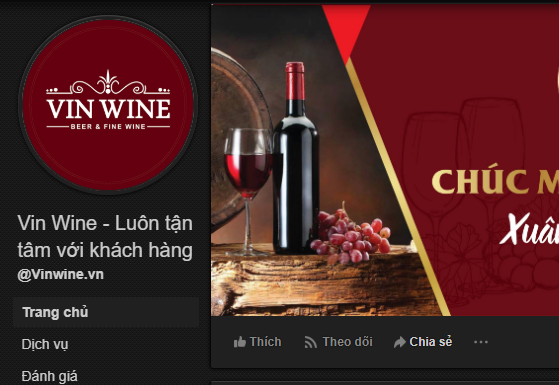 VIN WINE
BEER & FINE WINE
Vin Wine - Luôn tận
tâm với khách hàng
@Vinwine.vn
Trang chủ
Dịch vụ
Đánh giá
CHÚC
Xuân
Thích
Theo dõi
Chia sẻ